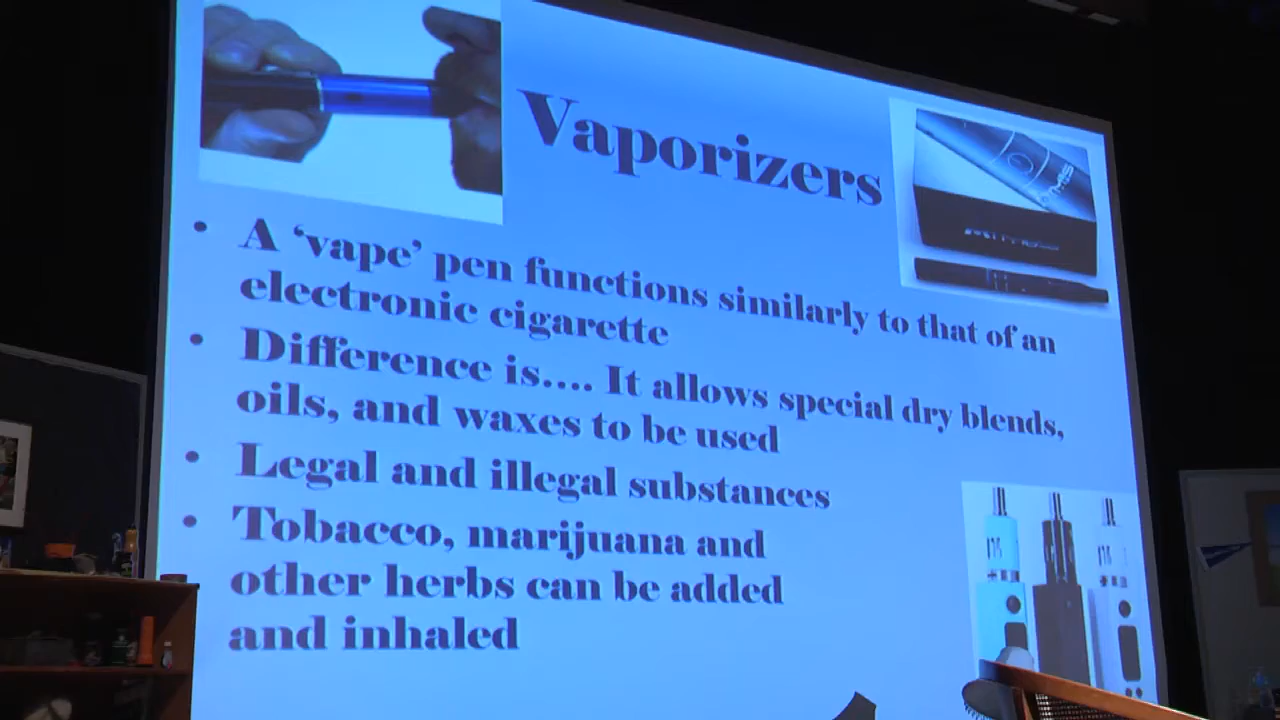 Vaporizers
• A ‘vape’ pen functions similarly to that of an
electronic cigarette
• Difference is.... It allows special dry blends,
oils, and waxes to be used
• Legal and illegal substances
• Tobacco, marijuana and
other herbs can be added
and inhaled